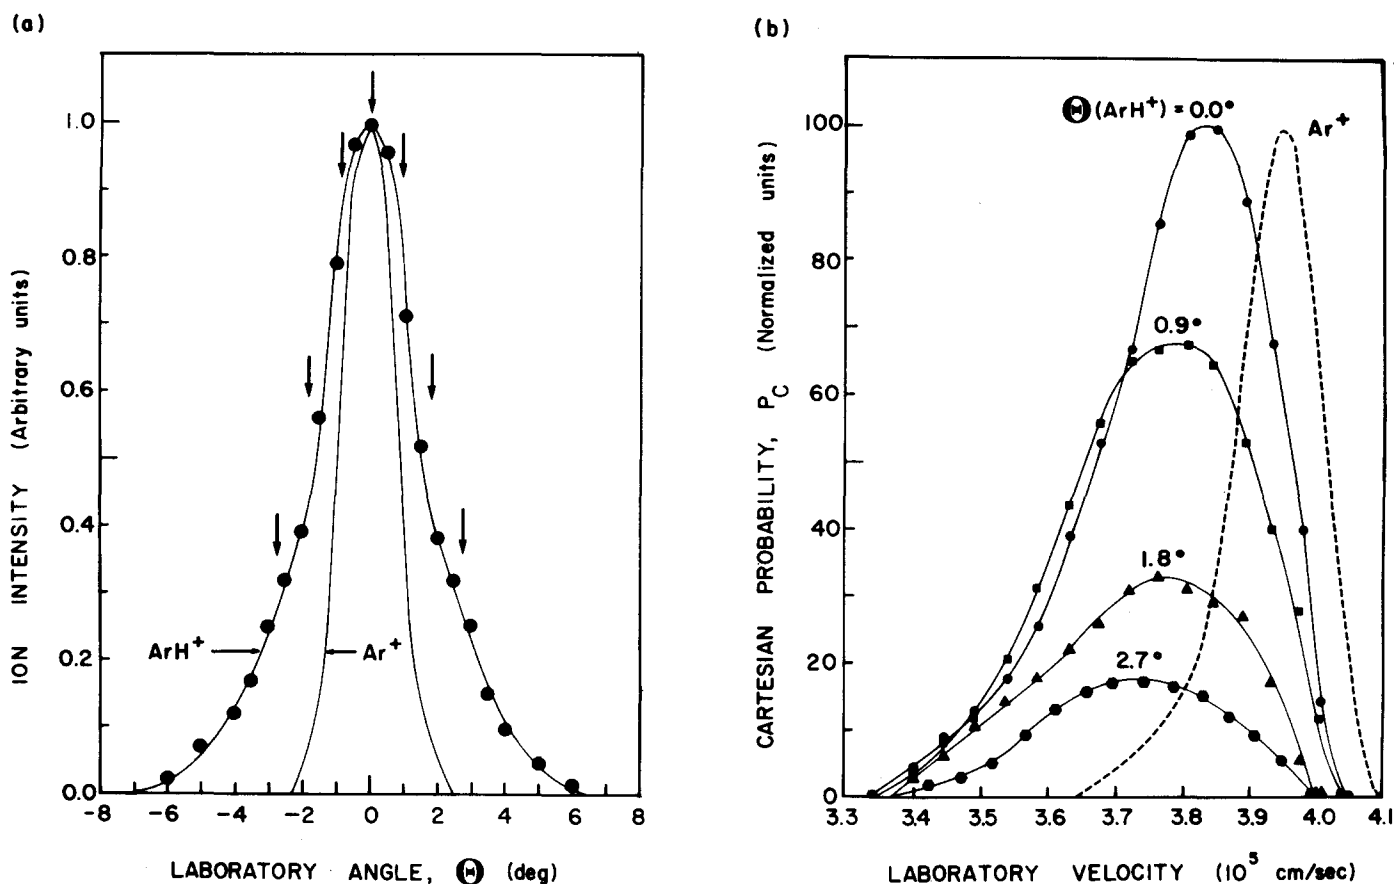 (a)
ION INTENSITY (Arbitrary units)
1.0
0.8
0.6
0.4
0.2
0.0
ArH⁺
Ar⁺
-8 -6 -4 -2 0 2 4 6 8
LABORATORY ANGLE, Θ (deg)
(b)
CARTESIAN PROBABILITY, P_C (Normalized units)
100
80
60
40
20
0
Θ (ArH⁺) = 0.0°
Ar⁺
0.9°
1.8°
2.7°
3.3 3.4 3.5 3.6 3.7 3.8 3.9 4.0 4.1
LABORATORY VELOCITY (10⁵ cm/sec)